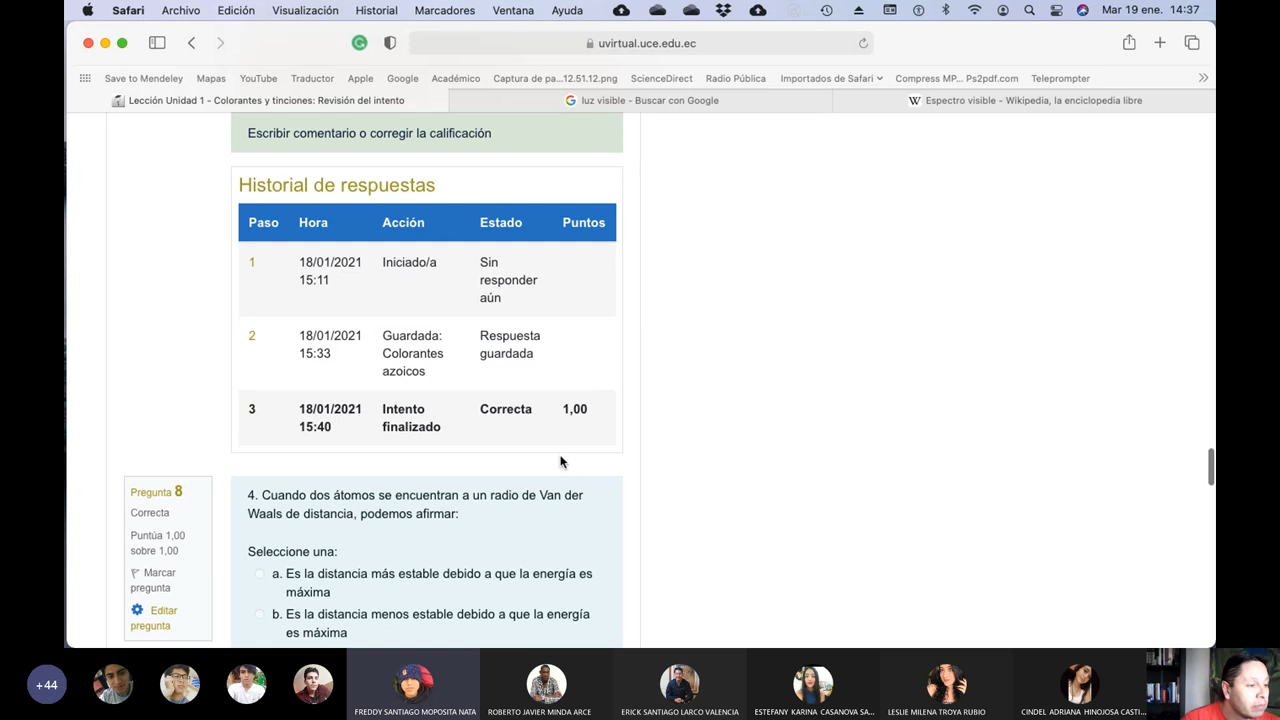 Safari Archivo Edición Visualización Historial Marcadores Ventana Ayuda Mar 19 ene. 14:37
uvirtual.uce.edu.ec
Save to Mendeley Mapas YouTube Traductor Apple Google Académico Captura de pa...12.51.12.png ScienceDirect Radio Pública Importados de Safari Compress MP... Ps2pdf.com Teleprompter
Lección Unidad 1 - Colorantes y tinciones: Revisión del intento luz visible - Buscar con Google Espectro visible - Wikipedia, la enciclopedia libre
Escribir comentario o corregir la calificación
Historial de respuestas
Paso Hora Acción Estado Puntos
1 18/01/2021 Iniciado/a Sin
15:11 responder
aún
2 18/01/2021 Guardada: Respuesta
15:33 Colorantes guardada
azoicos
3 18/01/2021 Intento Correcta 1,00
15:40 finalizado
Pregunta 8
Correcta
Puntúa 1,00
sobre 1,00
Marcar
pregunta
Editar
pregunta
4. Cuando dos átomos se encuentran a un radio de Van der
Waals de distancia, podemos afirmar:
Seleccione una:
a. Es la distancia más estable debido a que la energía es
máxima
b. Es la distancia menos estable debido a que la energía
es máxima
+44
FREDDY SANTIAGO MOPOSITA NATA
ROBERTO JAVIER MINDA ARCE
ERICK SANTIAGO LARCO VALENCIA
ESTEFANY KARINA CASANOVA SA...
LESLIE MILENA TROYA RUBIO
CINDEL ADRIANA HINOJOSA CASTI...